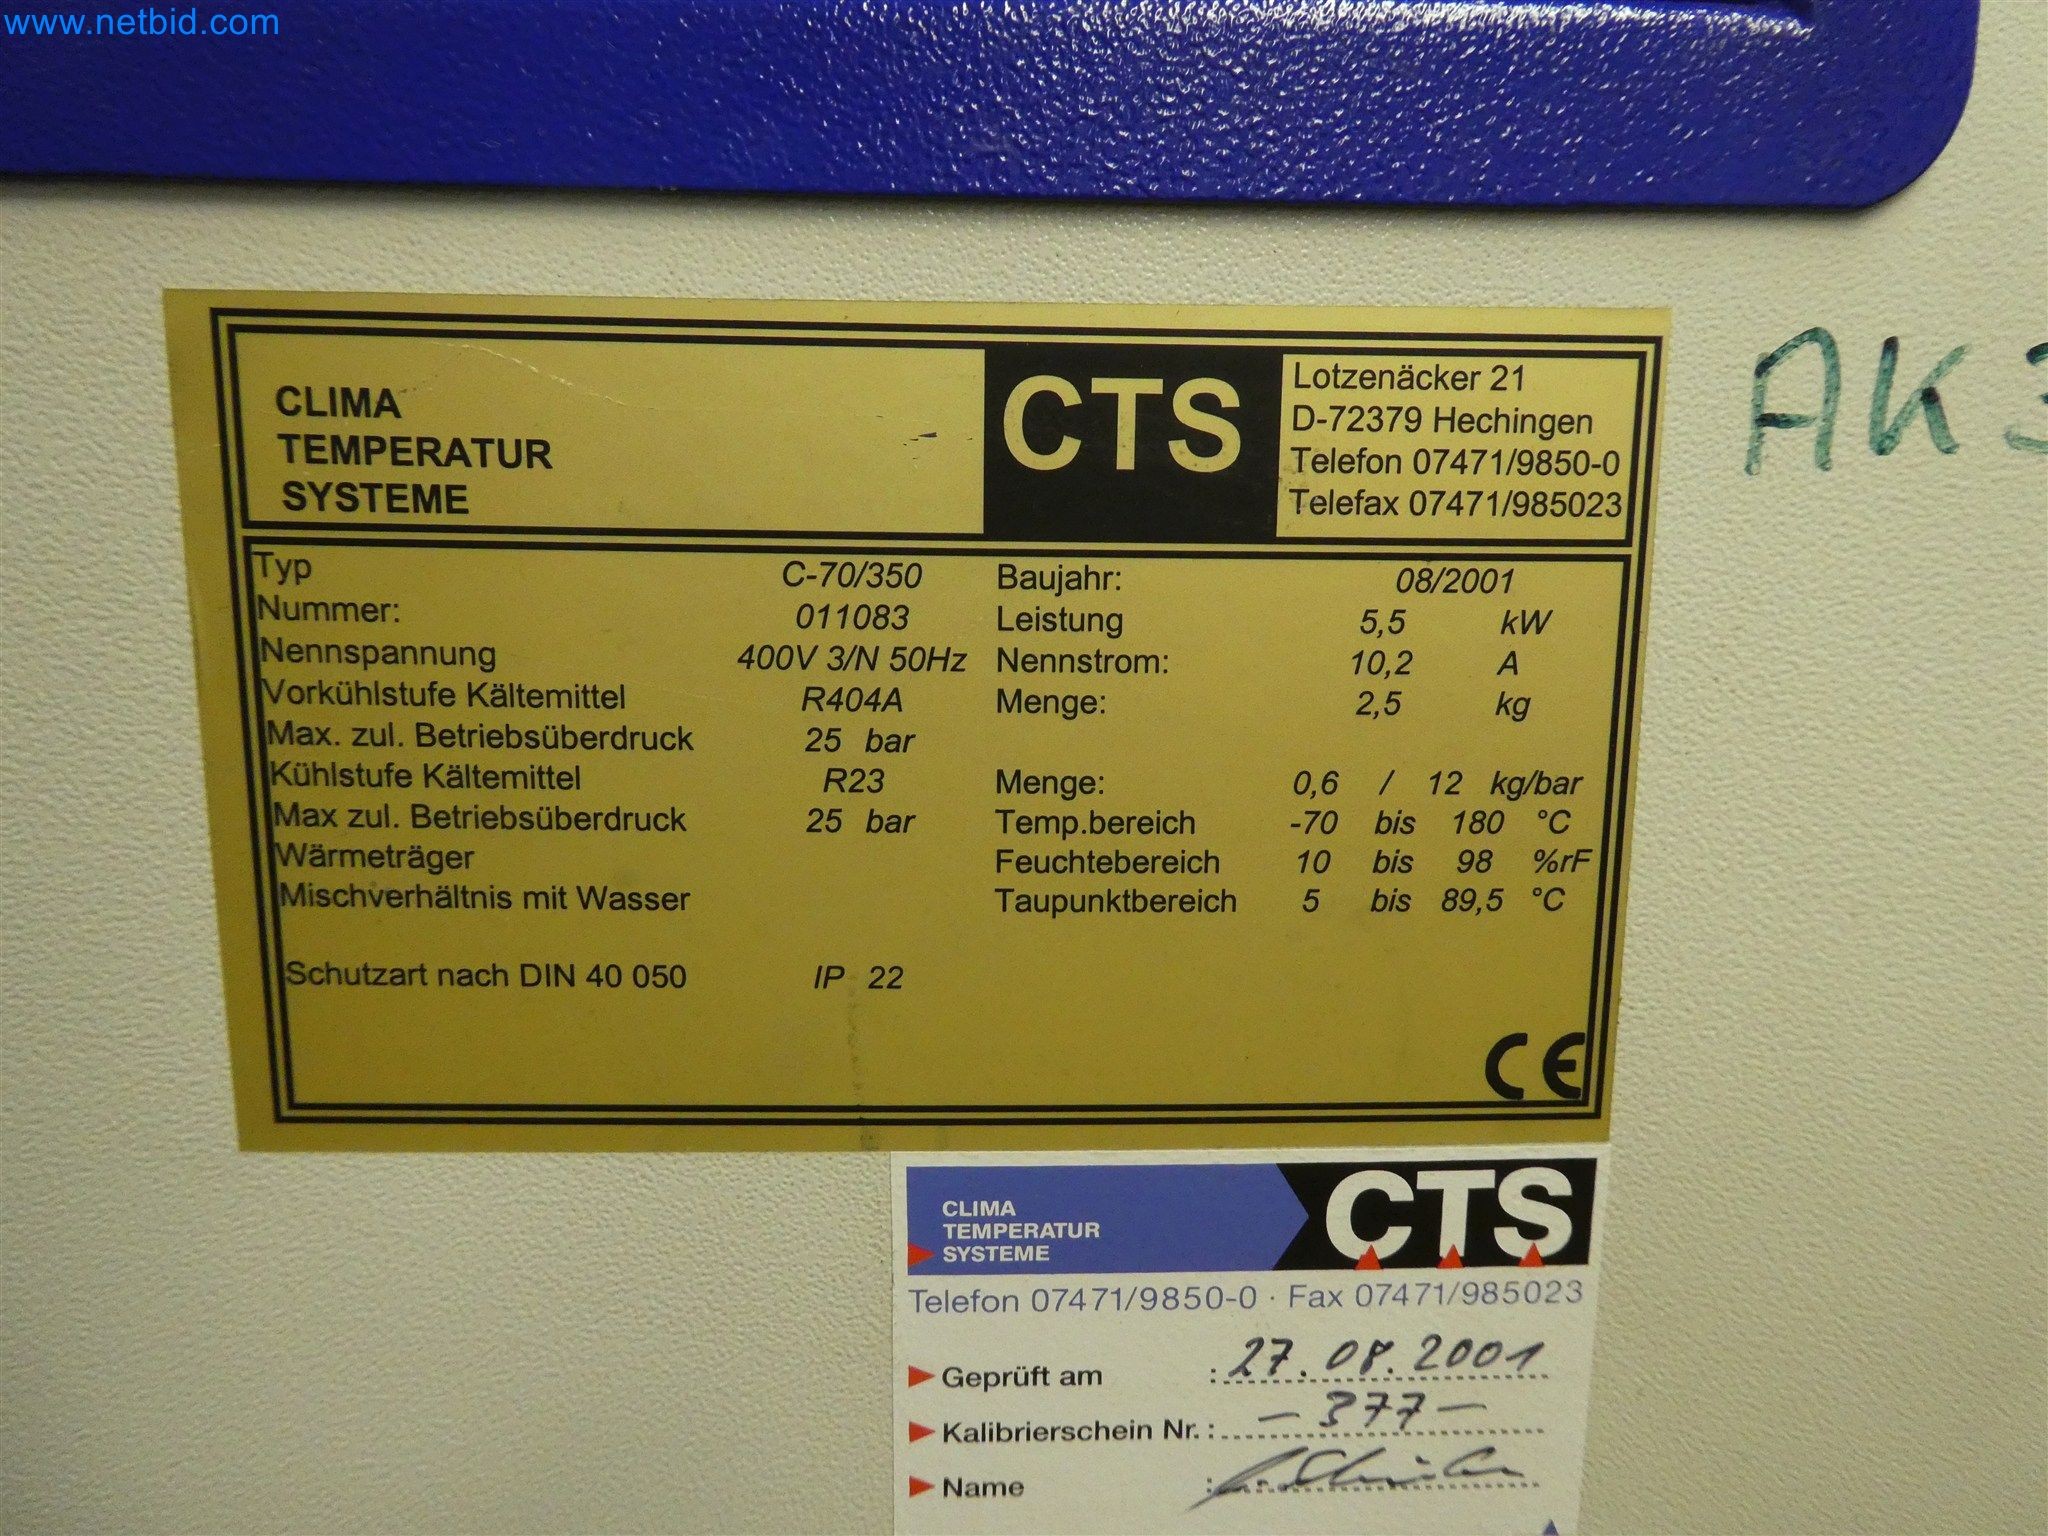 www.netbid.com
CLIMA
TEMPERATUR
SYSTEME
CTS
Lotzenäcker 21
D-72379 Hechingen
Telefon 07471/9850-0
Telefax 07471/985023
AK
Typ C-70/350 Baujahr: 08/2001
Nummer: 011083 Leistung 5,5 kW
Nennspannung 400V 3/N 50Hz Nennstrom: 10,2 A
Vorkühlstufe Kältemittel R404A Menge: 2,5 kg
Max. zul. Betriebsüberdruck 25 bar
Kühlstufe Kältemittel R23 Menge: 0,6 / 12 kg/bar
Max zul. Betriebsüberdruck 25 bar Temp.bereich -70 bis 180 °C
Wärmeträger Feuchtebereich 10 bis 98 %rF
Mischverhältnis mit Wasser Taupunktbereich 5 bis 89,5 °C
Schutzart nach DIN 40 050 IP 22
CE
CLIMA
TEMPERATUR
SYSTEME
CTS
Telefon 07471/9850-0 · Fax 07471/985023
Geprüft am : 27.08.2001
Kalibrierschein Nr. : - 377 -
Name :